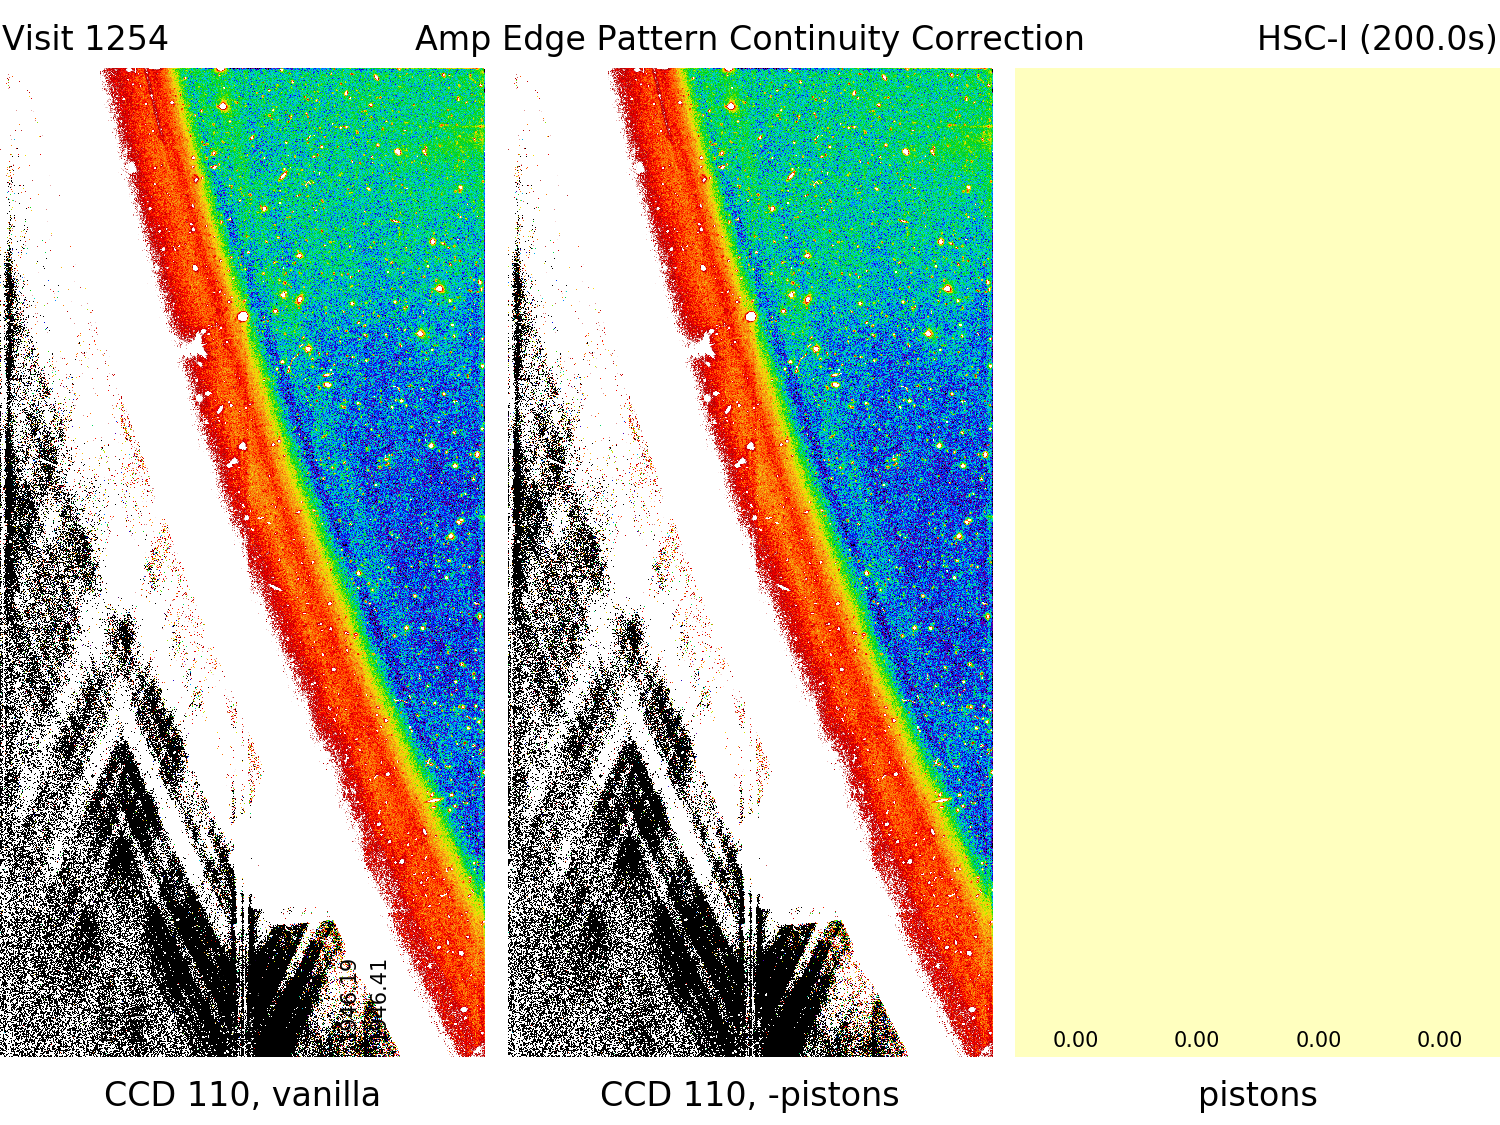 Visit 1254
Amp Edge Pattern Continuity Correction
HSC-I (200.0s)
0.00 0.00 0.00 0.00
CCD 110, vanilla
CCD 110, -pistons
pistons